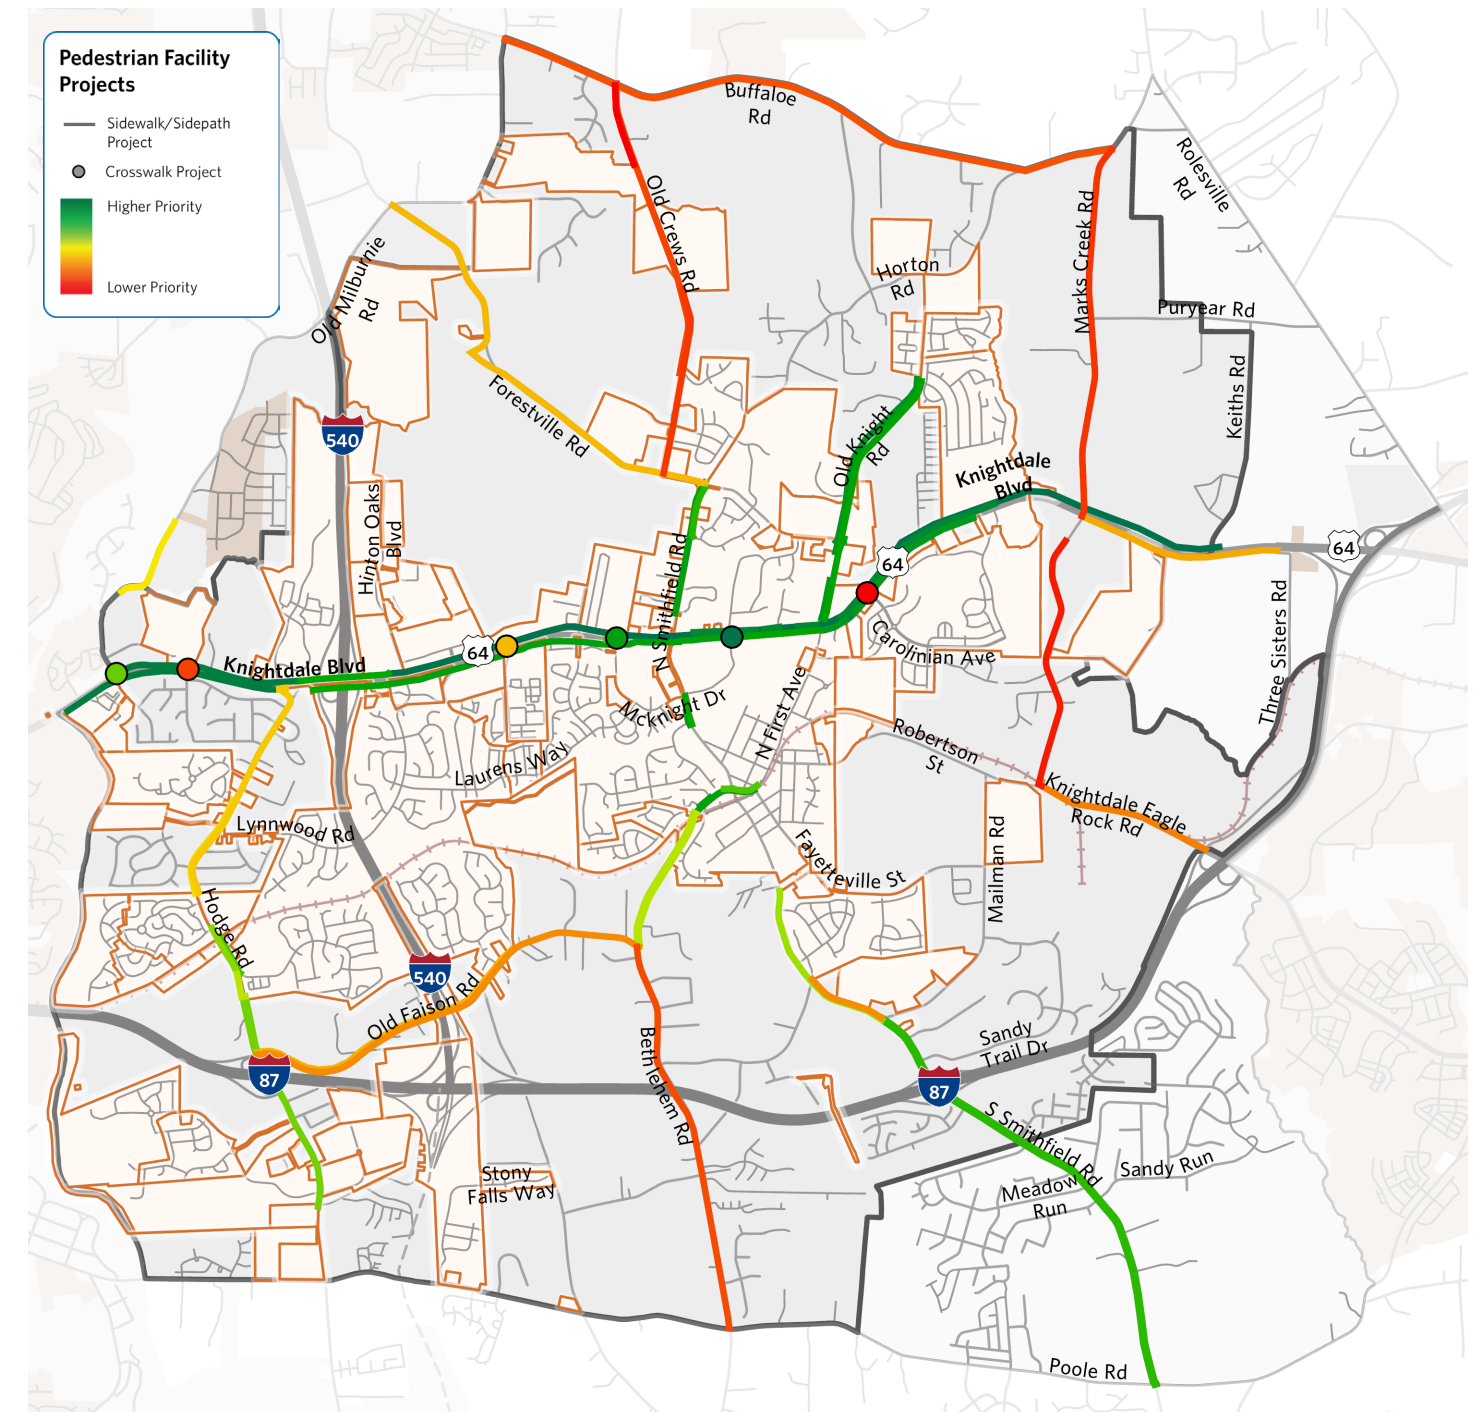 Pedestrian Facility
Projects
Sidewalk/Sidepath
Project
Crosswalk Project
Higher Priority
Lower Priority
Buffaloe
Rd
Rolesville
Rd
Old Crews Rd
Marks Creek Rd
Old Milburnie
Rd
Horton
Rd
Puryear Rd
Keiths Rd
Forestville Rd
540
Old Knight
Rd
Knightdale
Blvd
Hinton Oaks
Blvd
64
64
N Smithfield Rd
Three Sisters Rd
Carolinian Ave
64
Knightdale Blvd
Mcknight Dr
N First Ave
Robertson
St
Laurens Way
Knightdale Eagle
Rock Rd
Lynnwood Rd
Mailman Rd
Fayetteville St
Hodge Rd
540
Old Faison Rd
Bethlehem Rd
Sandy
Trail Dr
87
87
S Smithfield Rd
Sandy Run
Stony
Falls Way
Meadow
Run
Poole Rd